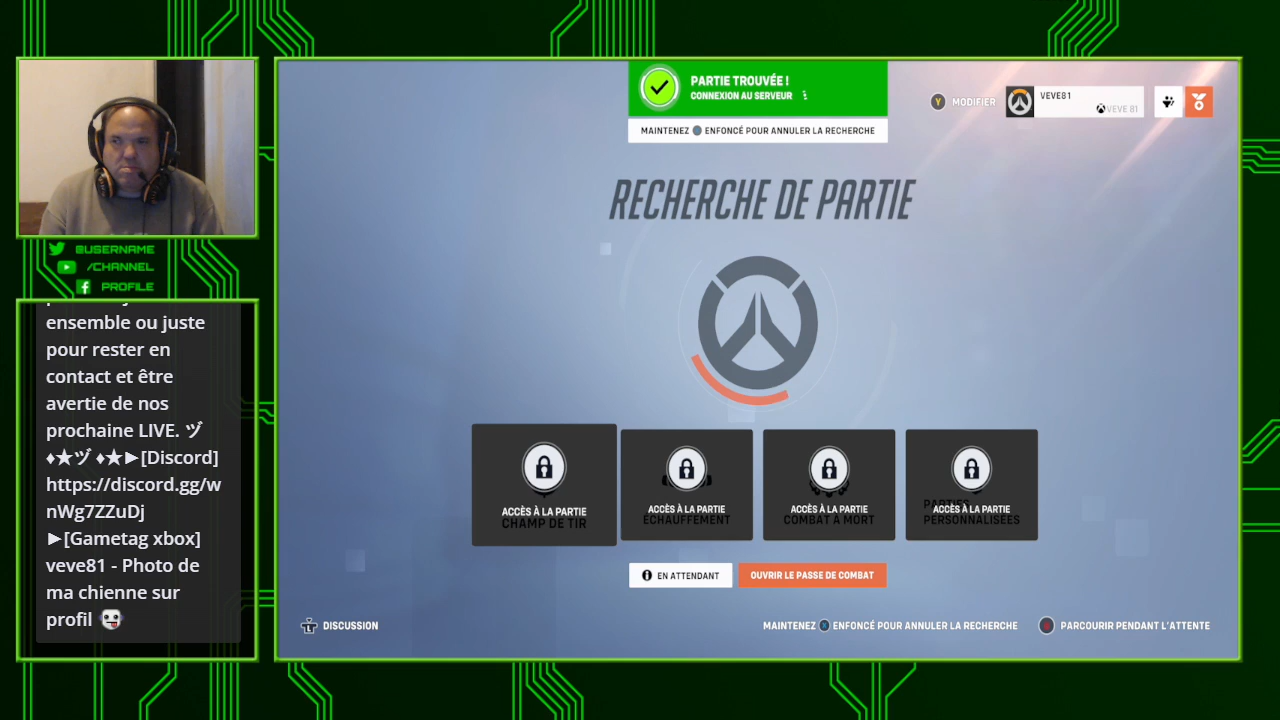 PARTIE TROUVÉE !
CONNEXION AU SERVEUR
MAINTENEZ ENFONCÉ POUR ANNULER LA RECHERCHE
Y MODIFIER
VEVE81
VEVE 81
RECHERCHE DE PARTIE
@USERNAME
/CHANNEL
PROFILE
ensemble ou juste
pour rester en
contact et être
avertie de nos
prochaine LIVE. ヅ
♦★ヅ ♦★►[Discord]
https://discord.gg/w
nWg7ZZuDj
►[Gametag xbox]
veve81 - Photo de
ma chienne sur
profil
ACCÈS À LA PARTIE
CHAMP DE TIR
ACCÈS À LA PARTIE
ÉCHAUFFEMENT
ACCÈS À LA PARTIE
COMBAT À MORT
PARTIES
ACCÈS À LA PARTIE
PERSONNALISÉES
EN ATTENDANT
OUVRIR LE PASSE DE COMBAT
DISCUSSION
MAINTENEZ X ENFONCÉ POUR ANNULER LA RECHERCHE
PARCOURIR PENDANT L'ATTENTE